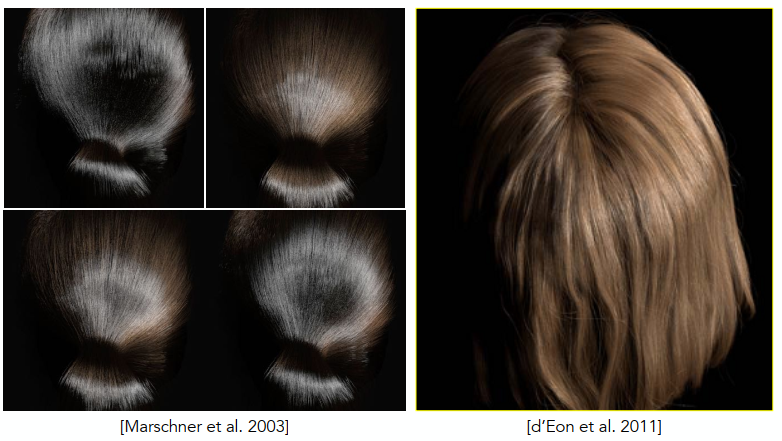 [Marschner et al. 2003]
[d'Eon et al. 2011]